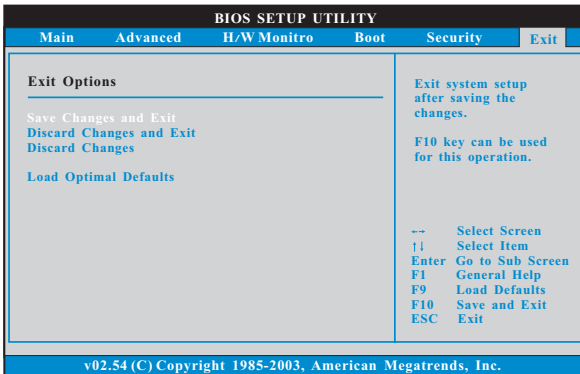 BIOS SETUP UTILITY
Main Advanced H/W Monitro Boot Security Exit
Exit Options
Save Changes and Exit
Discard Changes and Exit
Discard Changes
Load Optimal Defaults
Exit system setup
after saving the
changes.
F10 key can be used
for this operation.
←→ Select Screen
↑↓ Select Item
Enter Go to Sub Screen
F1 General Help
F9 Load Defaults
F10 Save and Exit
ESC Exit
v02.54 (C) Copyright 1985-2003, American Megatrends, Inc.